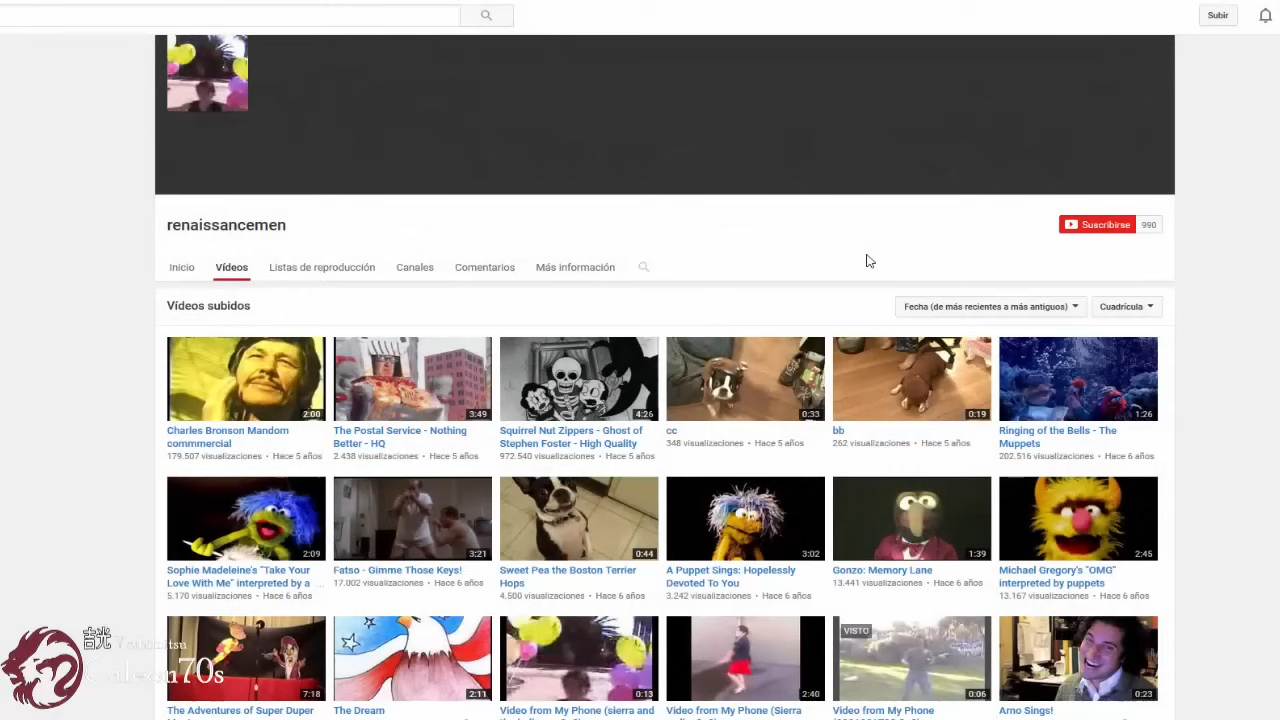 Subir
renaissancemen
Suscribirse 990
Inicio Vídeos Listas de reproducción Canales Comentarios Más información
Vídeos subidos
Fecha (de más recientes a más antiguos) Cuadrícula
2:00 3:49 4:26 0:33 0:19 1:26
Charles Bronson Mandom
commmercial
179.507 visualizaciones • Hace 5 años
The Postal Service - Nothing
Better - HQ
2.438 visualizaciones • Hace 5 años
Squirrel Nut Zippers - Ghost of
Stephen Foster - High Quality
972.540 visualizaciones • Hace 5 años
cc
348 visualizaciones • Hace 5 años
bb
262 visualizaciones • Hace 5 años
Ringing of the Bells - The
Muppets
202.516 visualizaciones • Hace 6 años
2:09 3:21 0:44 3:02 1:39 2:45
Sophie Madeleine's "Take Your
Love With Me" interpreted by a ...
5.170 visualizaciones • Hace 6 años
Fatso - Gimme Those Keys!
17.002 visualizaciones • Hace 6 años
Sweet Pea the Boston Terrier
Hops
4.500 visualizaciones • Hace 6 años
A Puppet Sings: Hopelessly
Devoted To You
3.242 visualizaciones • Hace 6 años
Gonzo: Memory Lane
13.441 visualizaciones • Hace 6 años
Michael Gregory's "OMG"
interpreted by puppets
13.167 visualizaciones • Hace 6 años
VISTO
7:18 2:11 0:13 2:40 0:06 0:23
The Adventures of Super Duper
The Dream
Video from My Phone (sierra and
Video from My Phone (Sierra
Video from My Phone
Arno Sings!
吉光